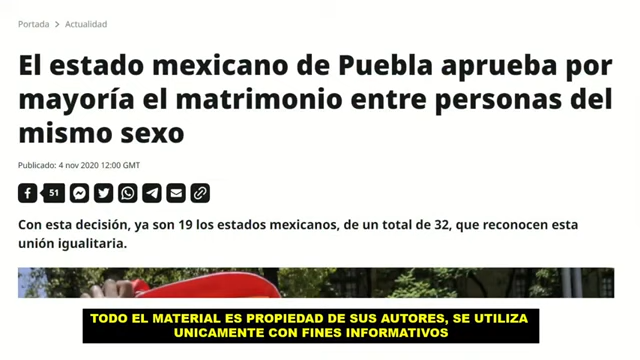 Portada > Actualidad
El estado mexicano de Puebla aprueba por
mayoría el matrimonio entre personas del
mismo sexo
Publicado: 4 nov 2020 12:00 GMT
51
Con esta decisión, ya son 19 los estados mexicanos, de un total de 32, que reconocen esta
unión igualitaria.
TODO EL MATERIAL ES PROPIEDAD DE SUS AUTORES, SE UTILIZA
UNICAMENTE CON FINES INFORMATIVOS